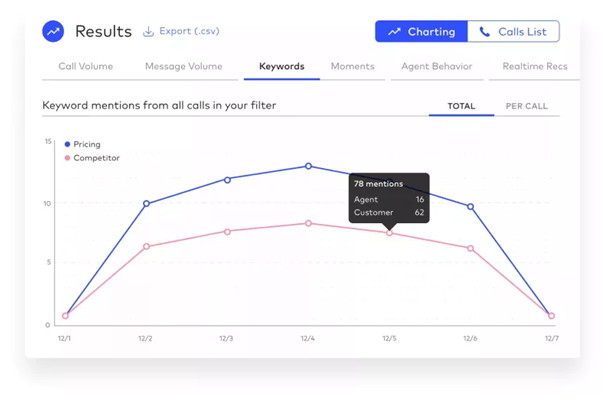 Results
Export (.csv)
Charting
Calls List
Call Volume
Message Volume
Keywords
Moments
Agent Behavior
Realtime Recs
Keyword mentions from all calls in your filter
TOTAL
PER CALL
15
Pricing
Competitor
78 mentions
Agent 16
Customer 62
10
5
0
12/1 12/2 12/3 12/4 12/5 12/6 12/7